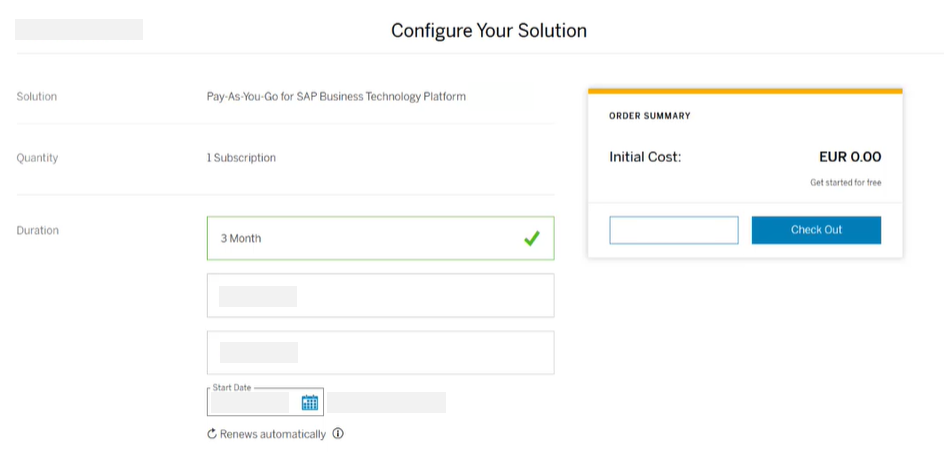 Configure Your Solution
Solution
Pay-As-You-Go for SAP Business Technology Platform
Quantity
1 Subscription
Duration
3 Month
Start Date
Renews automatically
ORDER SUMMARY
Initial Cost:
EUR 0.00
Get started for free
Check Out